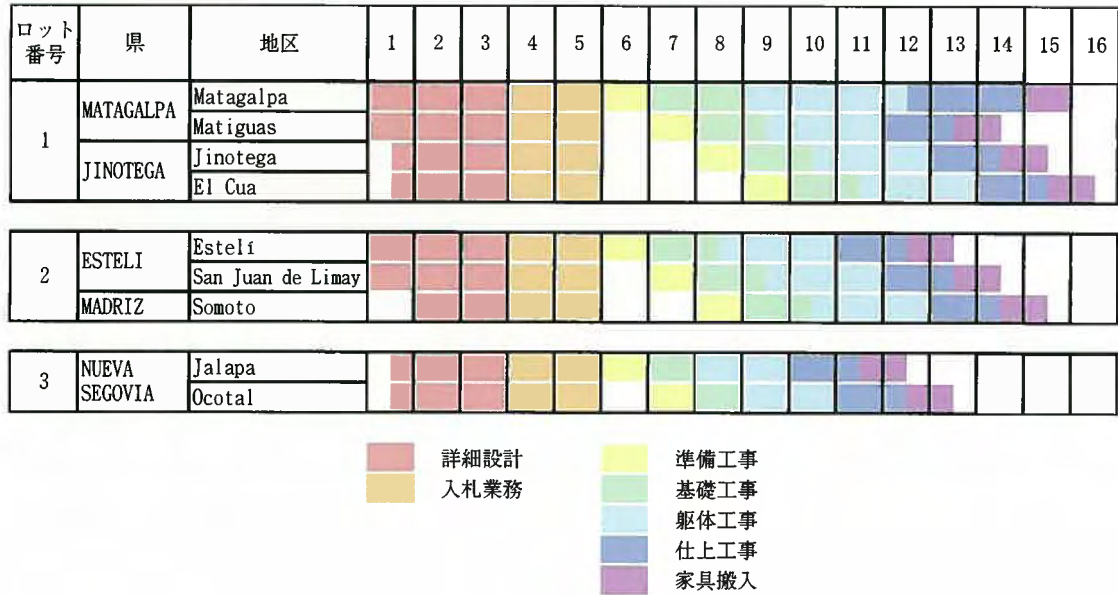 ロット番号 県 地区 1 2 3 4 5 6 7 8 9 10 11 12 13 14 15 16
1 MATAGALPA Matagalpa
Matiguas
JINOTEGA Jinotega
El Cua
2 ESTELI Estelí
San Juan de Limay
MADRIZ Somoto
3 NUEVA SEGOVIA Jalapa
Ocotal
詳細設計 準備工事
入札業務 基礎工事
躯体工事
仕上工事
家具搬入